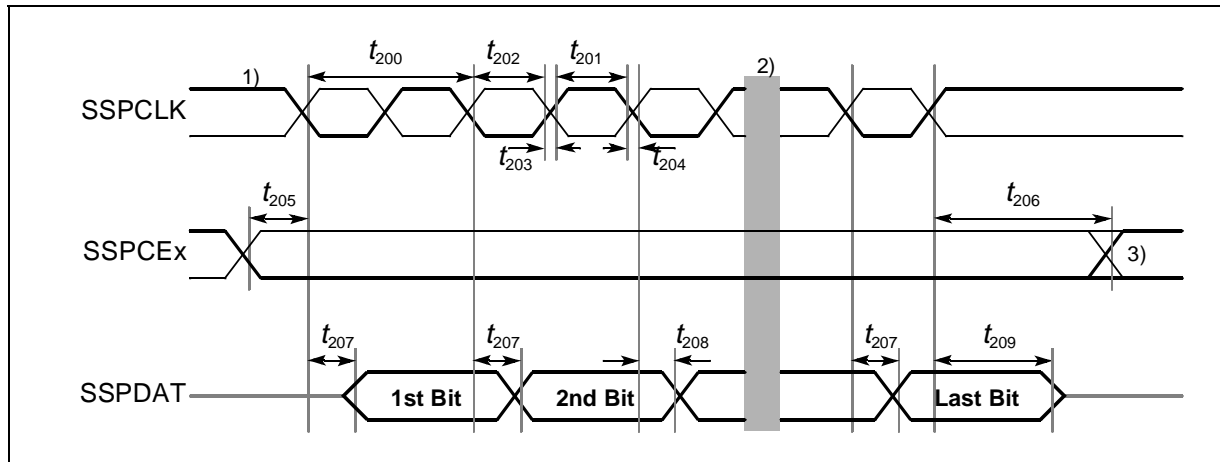 t200 t202 t201
1) 2)
SSPCLK
t203 t204
t205 t206
SSPCEx 3)
t207 t207 t208 t207 t209
SSPDAT 1st Bit 2nd Bit Last Bit